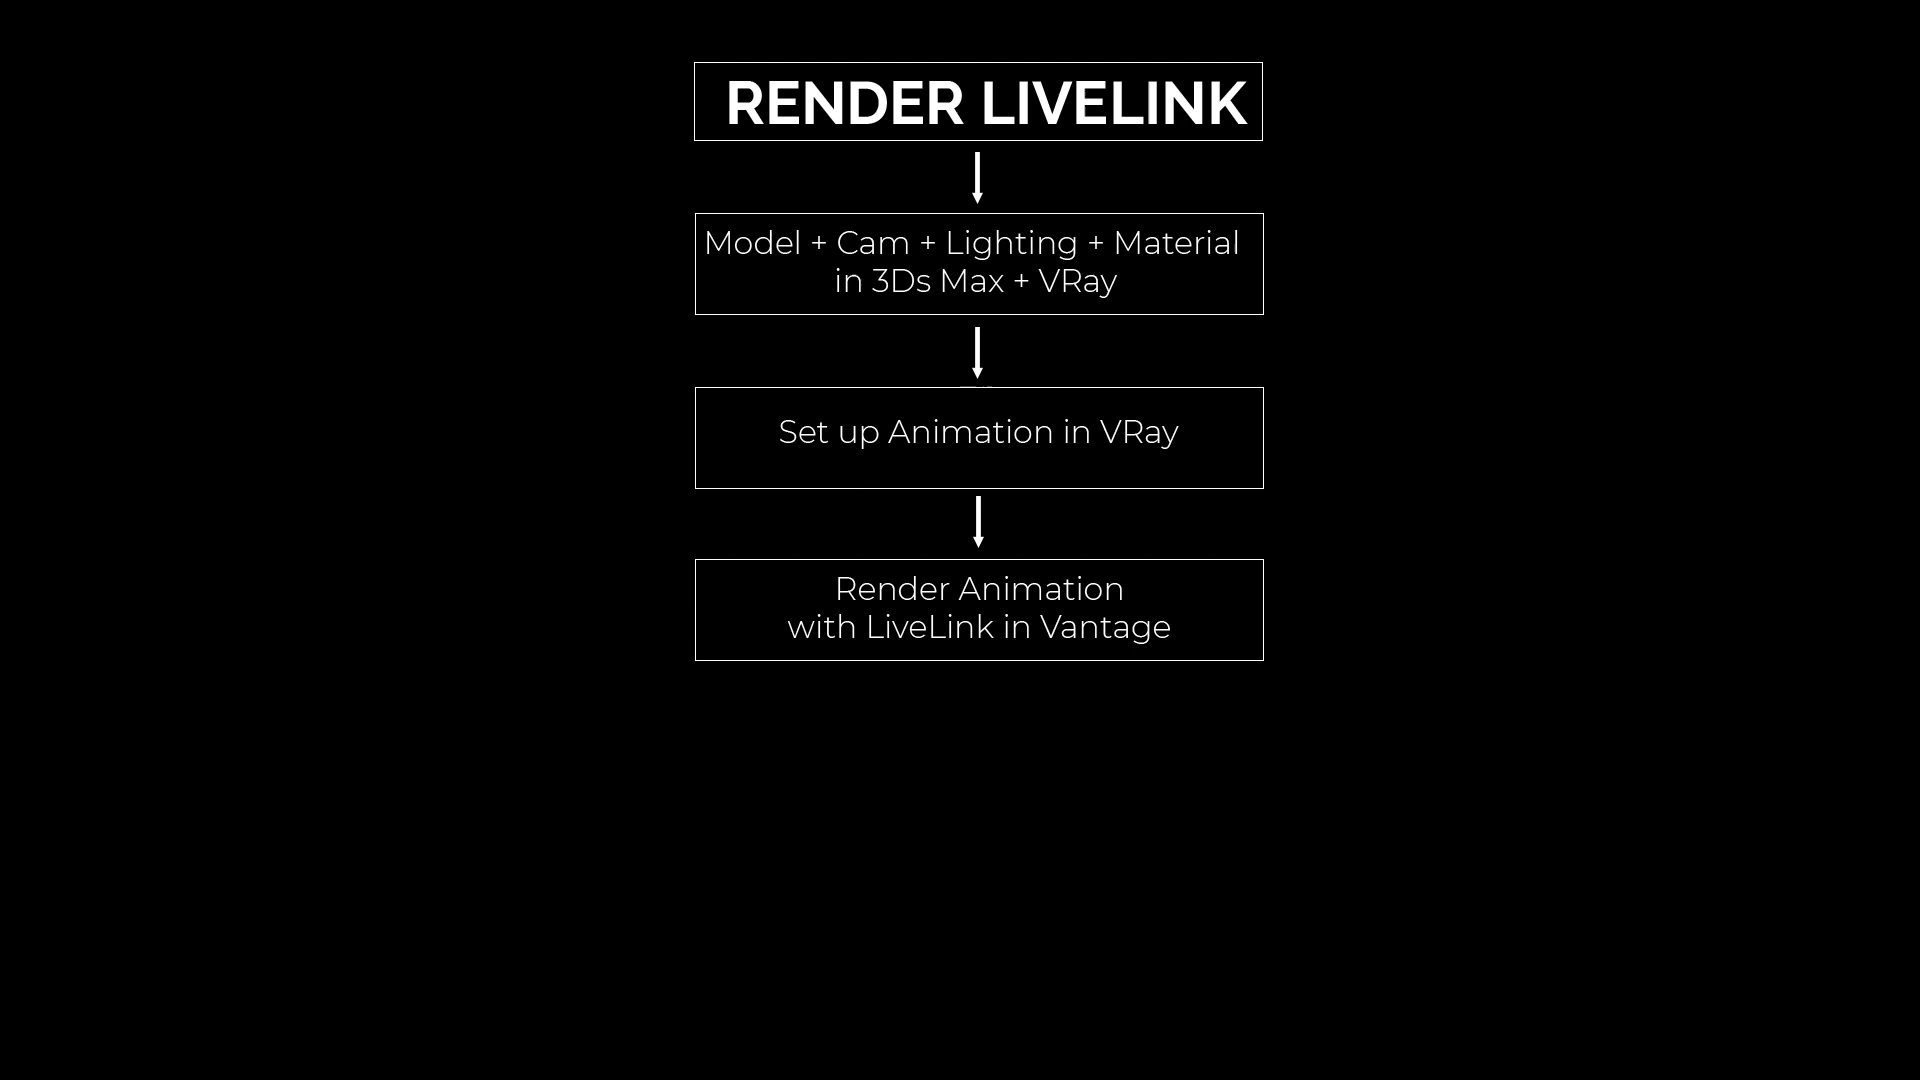 RENDER LIVELINK
Model + Cam + Lighting + Material
in 3Ds Max + VRay
Set up Animation in VRay
Render Animation
with LiveLink in Vantage